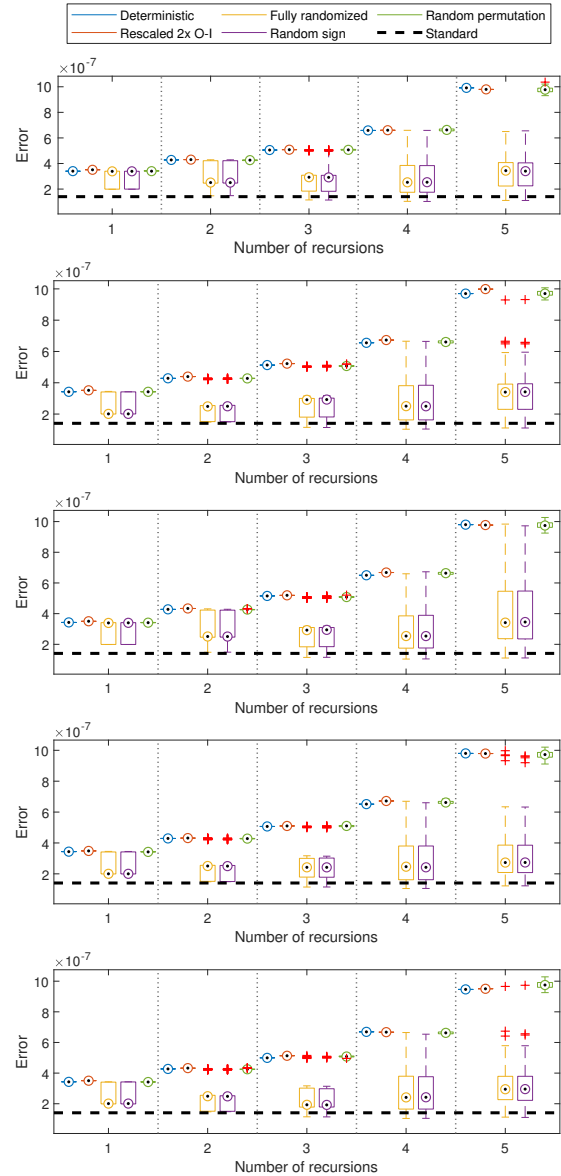 Deterministic Fully randomized Random permutation
Rescaled 2x O-I Random sign Standard
×10⁻⁷
10
8
6
4
2
Error
1 2 3 4 5
Number of recursions
×10⁻⁷
10
8
6
4
2
Error
1 2 3 4 5
Number of recursions
×10⁻⁷
10
8
6
4
2
Error
1 2 3 4 5
Number of recursions
×10⁻⁷
10
8
6
4
2
Error
1 2 3 4 5
Number of recursions
×10⁻⁷
10
8
6
4
2
Error
1 2 3 4 5
Number of recursions